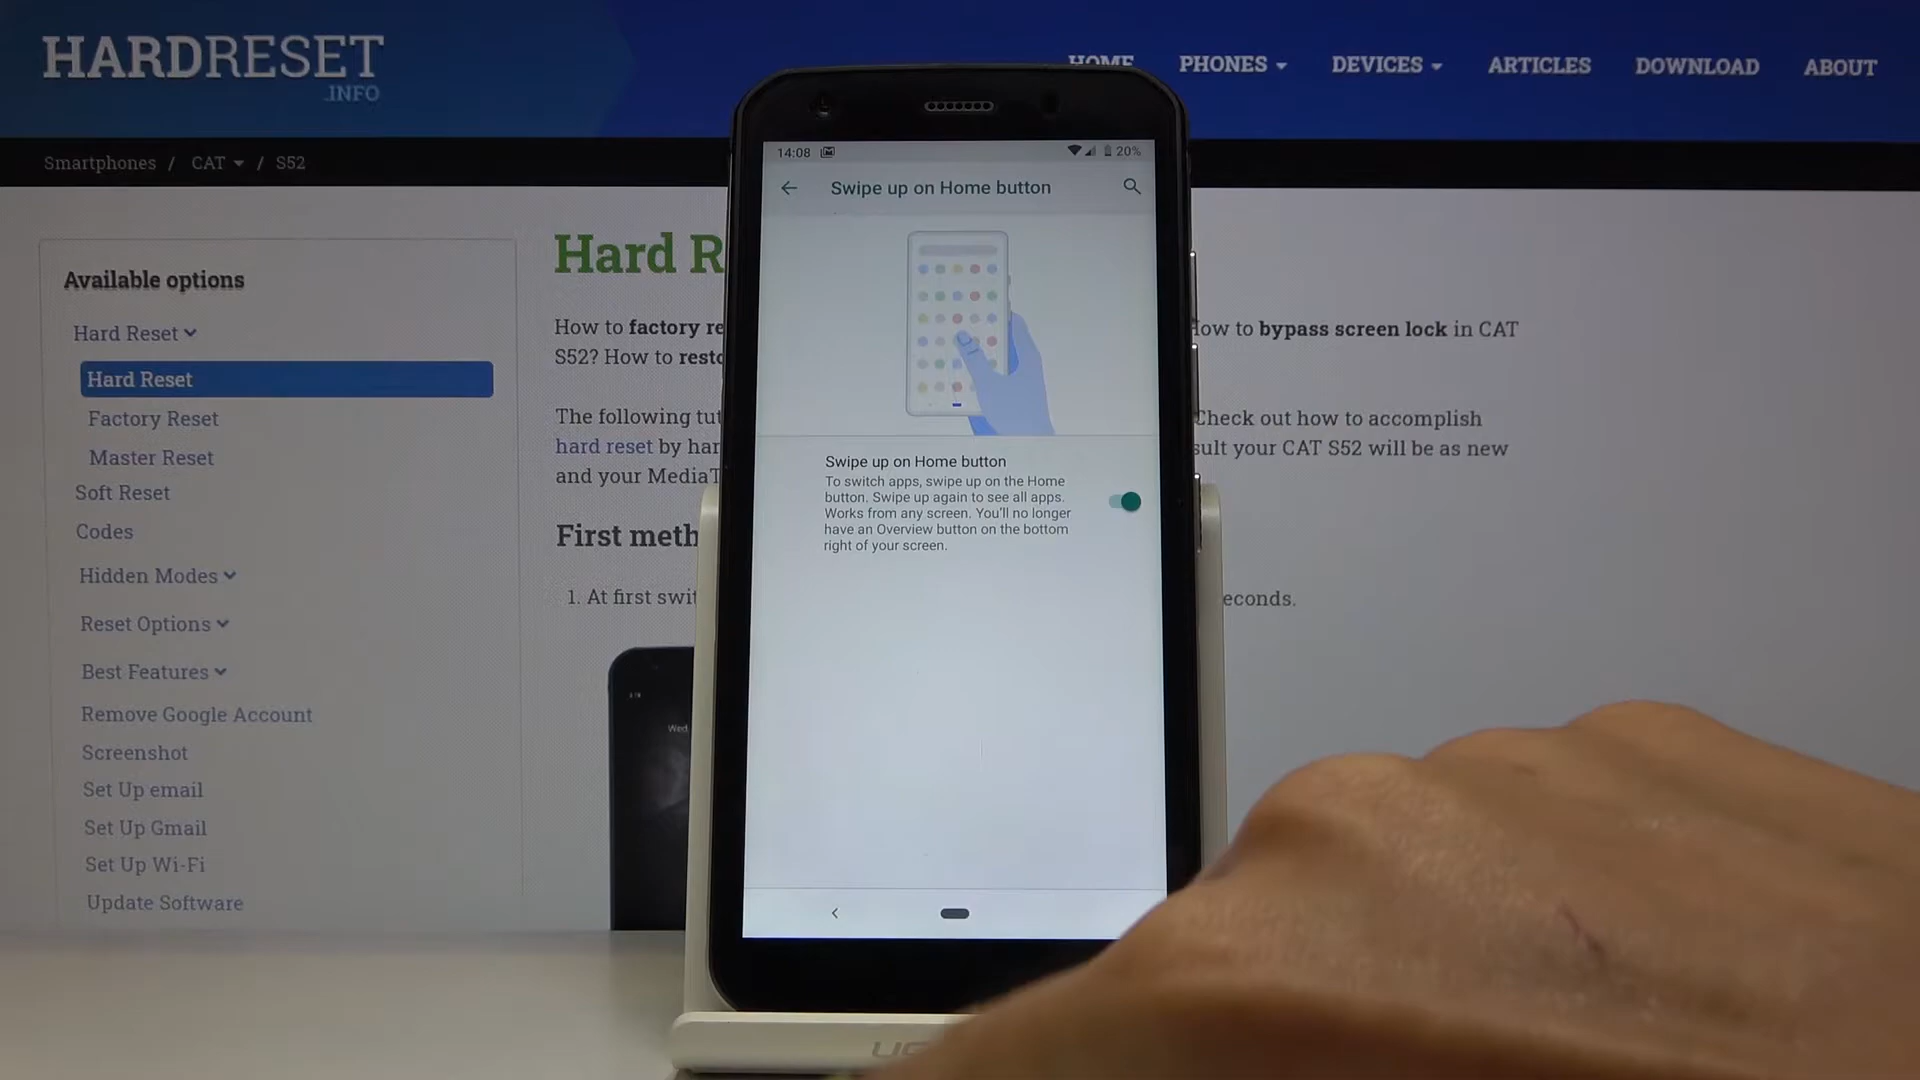 HARDRESET
.INFO
HOME
PHONES
DEVICES
ARTICLES
DOWNLOAD
ABOUT
Smartphones / CAT / S52
Available options
Hard Reset
Hard Reset
Factory Reset
Master Reset
Soft Reset
Codes
Hidden Modes
Reset Options
Best Features
Remove Google Account
Screenshot
Set Up email
Set Up Gmail
Set Up Wi-Fi
Update Software
Hard R
How to factory re
S52? How to resto
The following tut
hard reset by har
and your MediaT
First meth
1. At first swit
Wed
14:08
20%
Swipe up on Home button
Swipe up on Home button
To switch apps, swipe up on the Home
button. Swipe up again to see all apps.
Works from any screen. You'll no longer
have an Overview button on the bottom
right of your screen.
How to bypass screen lock in CAT
Check out how to accomplish
sult your CAT S52 will be as new
econds.